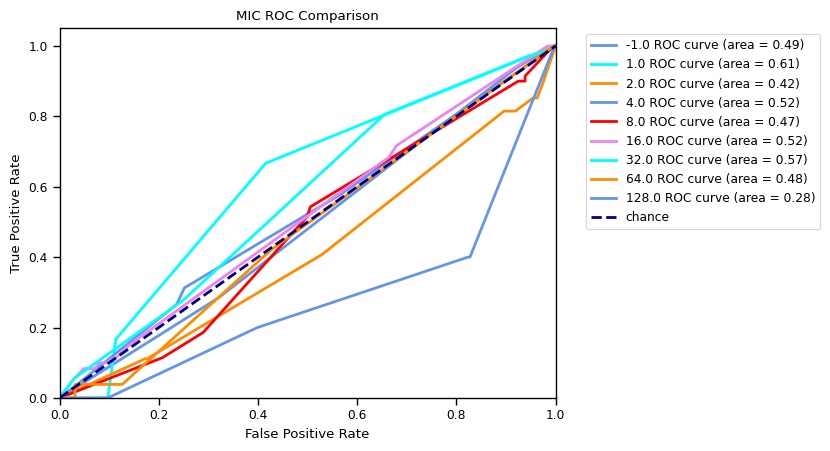 MIC ROC Comparison
True Positive Rate
1.0
0.8
0.6
0.4
0.2
0.0
0.0 0.2 0.4 0.6 0.8 1.0
False Positive Rate
-1.0 ROC curve (area = 0.49)
1.0 ROC curve (area = 0.61)
2.0 ROC curve (area = 0.42)
4.0 ROC curve (area = 0.52)
8.0 ROC curve (area = 0.47)
16.0 ROC curve (area = 0.52)
32.0 ROC curve (area = 0.57)
64.0 ROC curve (area = 0.48)
128.0 ROC curve (area = 0.28)
chance